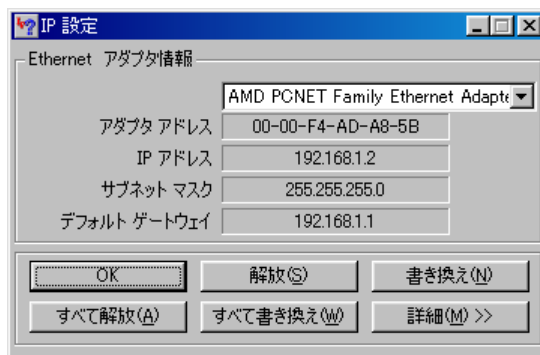 IP 設定
Ethernet アダプタ情報
AMD PCNET Family Ethernet Adapte
アダプタ アドレス 00-00-F4-AD-A8-5B
IP アドレス 192.168.1.2
サブネット マスク 255.255.255.0
デフォルト ゲートウェイ 192.168.1.1
OK 解放(S) 書き換え(N)
すべて解放(A) すべて書き換え(W) 詳細(M) >>